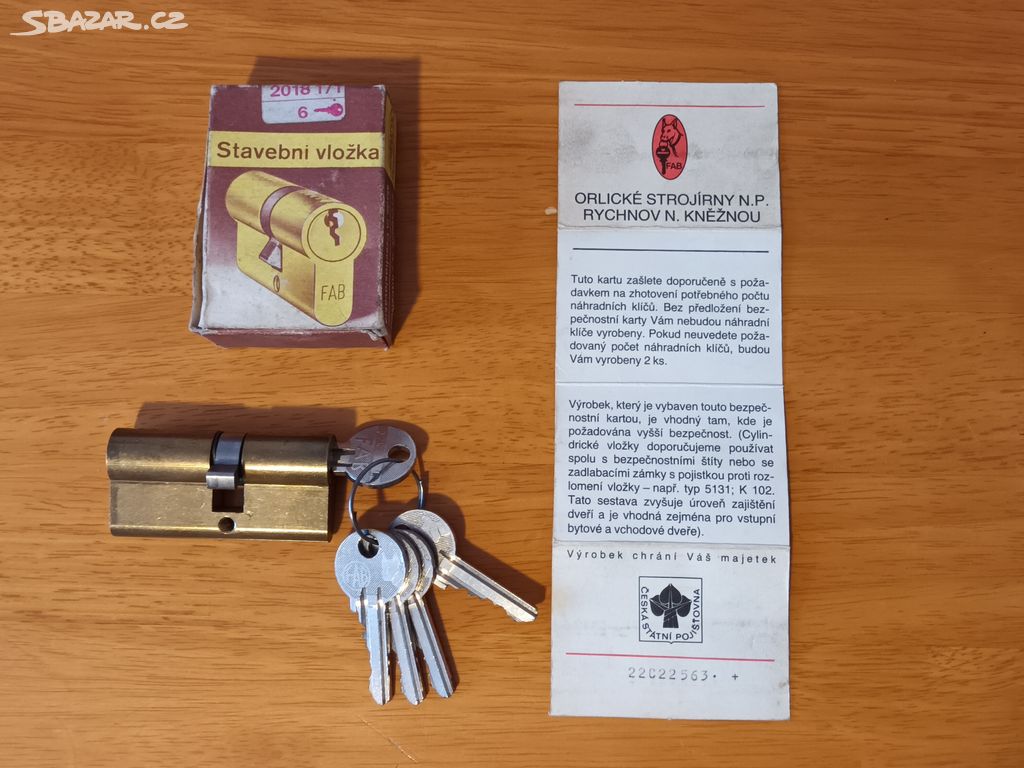 SBAZAR.CZ
2018 1/1
6
Stavební vložka
FAB
FAB
FAB
ORLICKÉ STROJÍRNY N.P.
RYCHNOV N. KNĚŽNOU
Tuto kartu zašlete doporučeně s poža-
davkem na zhotovení potřebného počtu
náhradních klíčů. Bez předložení bez-
pečnostní karty Vám nebudou náhradní
klíče vyrobeny. Pokud neuvedete poža-
dovaný počet náhradních klíčů, budou
Vám vyrobeny 2 ks.
Výrobek, který je vybaven touto bezpeč-
nostní kartou, je vhodný tam, kde je
požadována vyšší bezpečnost. (Cylin-
drické vložky doporučujeme používat
spolu s bezpečnostními štíty nebo se
zadlabacími zámky s pojistkou proti roz-
lomení vložky – např. typ 5131; K 102.
Tato sestava zvyšuje úroveň zajištění
dveří a je vhodná zejména pro vstupní
bytové a vchodové dveře).
Výrobek chrání Váš majetek
ČESKÁ STÁTNÍ POJIŠŤOVNA
22C22563· +